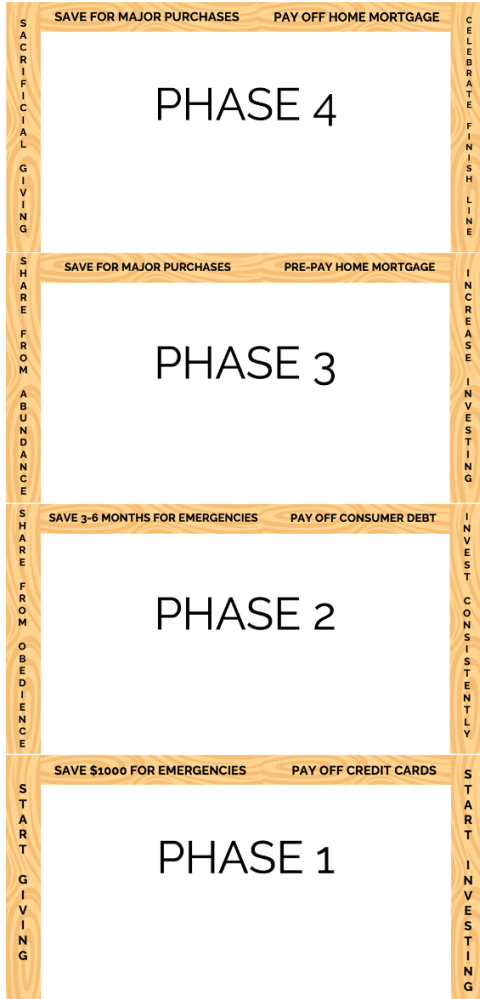 SAVE FOR MAJOR PURCHASES
PAY OFF HOME MORTGAGE
SACRIFICIAL GIVING
PHASE 4
CELEBRATE FINISH LINE
SAVE FOR MAJOR PURCHASES
PRE-PAY HOME MORTGAGE
SHARE FROM ABUNDANCE
PHASE 3
INCREASE INVESTING
SAVE 3-6 MONTHS FOR EMERGENCIES
PAY OFF CONSUMER DEBT
SHARE FROM OBEDIENCE
PHASE 2
INVEST CONSISTENTLY
SAVE $1000 FOR EMERGENCIES
PAY OFF CREDIT CARDS
START GIVING
PHASE 1
START INVESTING